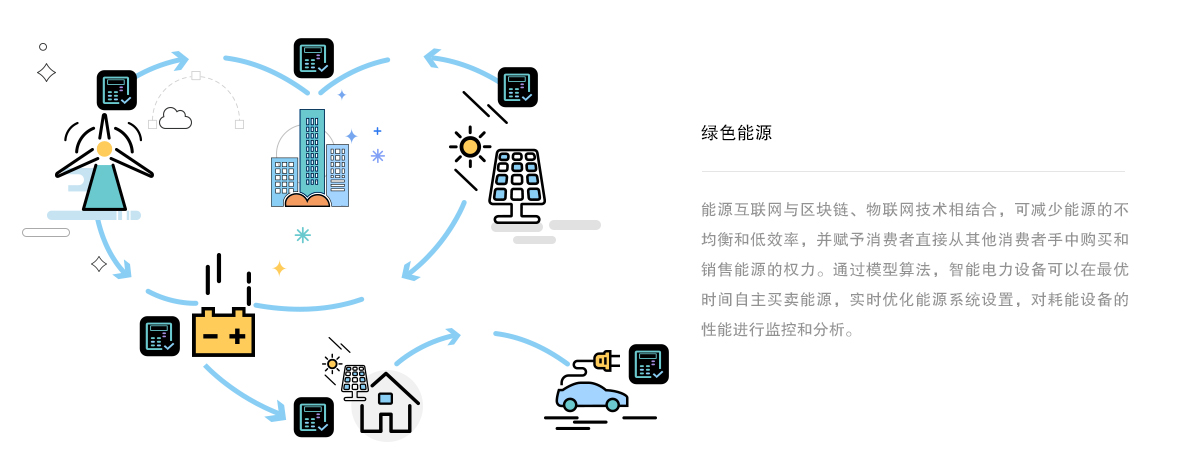 绿色能源
能源互联网与区块链、物联网技术相结合，可减少能源的不
均衡和低效率，并赋予消费者直接从其他消费者手中购买和
销售能源的权力。通过模型算法，智能电力设备可以在最优
时间自主买卖能源，实时优化能源系统设置，对耗能设备的
性能进行监控和分析。